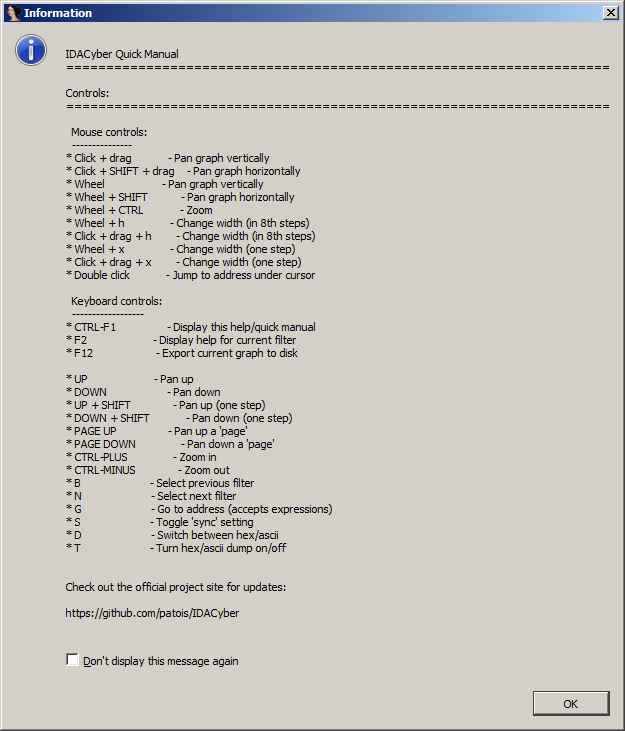 Information
IDACyber Quick Manual
====================================================================
Controls:
====================================================================
Mouse controls:
---------------
* Click + drag - Pan graph vertically
* Click + SHIFT + drag - Pan graph horizontally
* Wheel - Pan graph vertically
* Wheel + SHIFT - Pan graph horizontally
* Wheel + CTRL - Zoom
* Wheel + h - Change width (in 8th steps)
* Click + drag + h - Change width (in 8th steps)
* Wheel + x - Change width (one step)
* Click + drag + x - Change width (one step)
* Double click - Jump to address under cursor
Keyboard controls:
------------------
* CTRL-F1 - Display this help/quick manual
* F2 - Display help for current filter
* F12 - Export current graph to disk
* UP - Pan up
* DOWN - Pan down
* UP + SHIFT - Pan up (one step)
* DOWN + SHIFT - Pan down (one step)
* PAGE UP - Pan up a 'page'
* PAGE DOWN - Pan down a 'page'
* CTRL-PLUS - Zoom in
* CTRL-MINUS - Zoom out
* B - Select previous filter
* N - Select next filter
* G - Go to address (accepts expressions)
* S - Toggle 'sync' setting
* D - Switch between hex/ascii
* T - Turn hex/ascii dump on/off
Check out the official project site for updates:
https://github.com/patois/IDACyber
Don't display this message again
OK